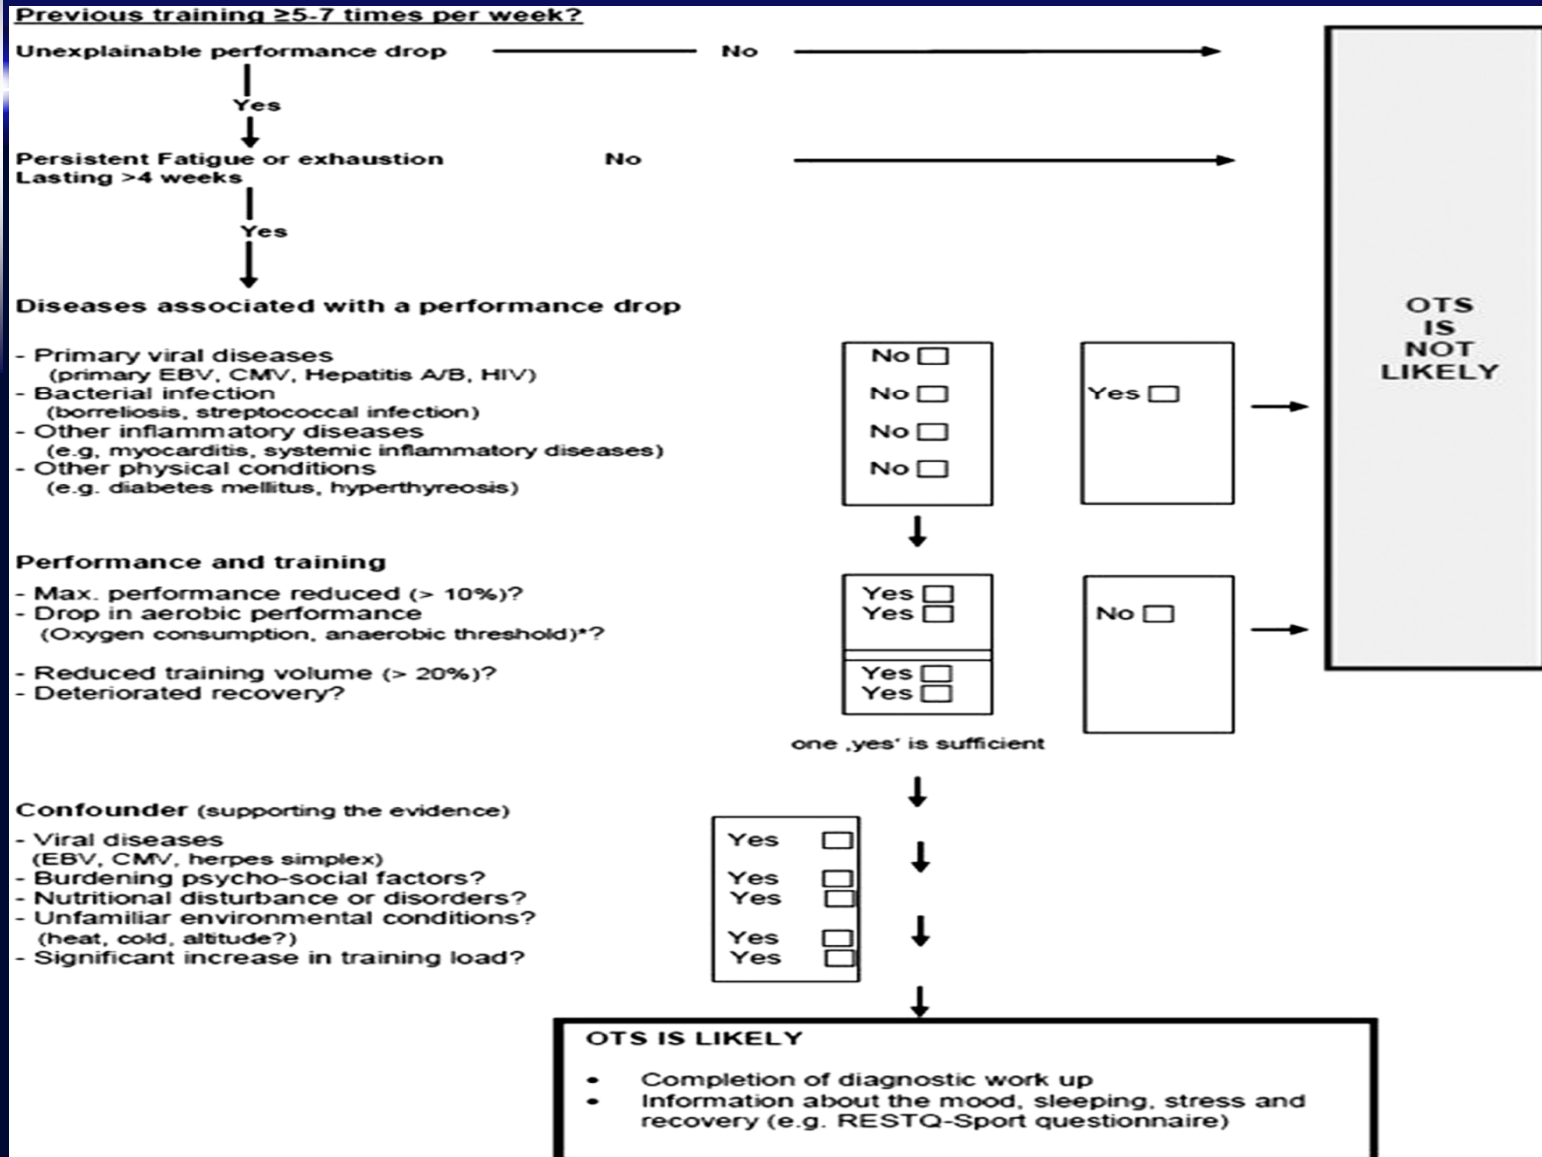 Previous training ≥5-7 times per week?
Unexplainable performance drop No
Yes
Persistent Fatigue or exhaustion No
Lasting >4 weeks
Yes
Diseases associated with a performance drop
- Primary viral diseases No
(primary EBV, CMV, Hepatitis A/B, HIV)
- Bacterial infection No Yes
(borreliosis, streptococcal infection)
- Other inflammatory diseases No
(e.g, myocarditis, systemic inflammatory diseases)
- Other physical conditions No
(e.g. diabetes mellitus, hyperthyreosis)
OTS
IS
NOT
LIKELY
Performance and training
- Max. performance reduced (> 10%)? Yes
- Drop in aerobic performance Yes No
(Oxygen consumption, anaerobic threshold)*?
- Reduced training volume (> 20%)? Yes
- Deteriorated recovery? Yes
one ‚yes‘ is sufficient
Confounder (supporting the evidence)
- Viral diseases Yes
(EBV, CMV, herpes simplex)
- Burdening psycho-social factors? Yes
- Nutritional disturbance or disorders? Yes
- Unfamiliar environmental conditions?
(heat, cold, altitude?) Yes
- Significant increase in training load? Yes
OTS IS LIKELY
• Completion of diagnostic work up
• Information about the mood, sleeping, stress and
recovery (e.g. RESTQ-Sport questionnaire)